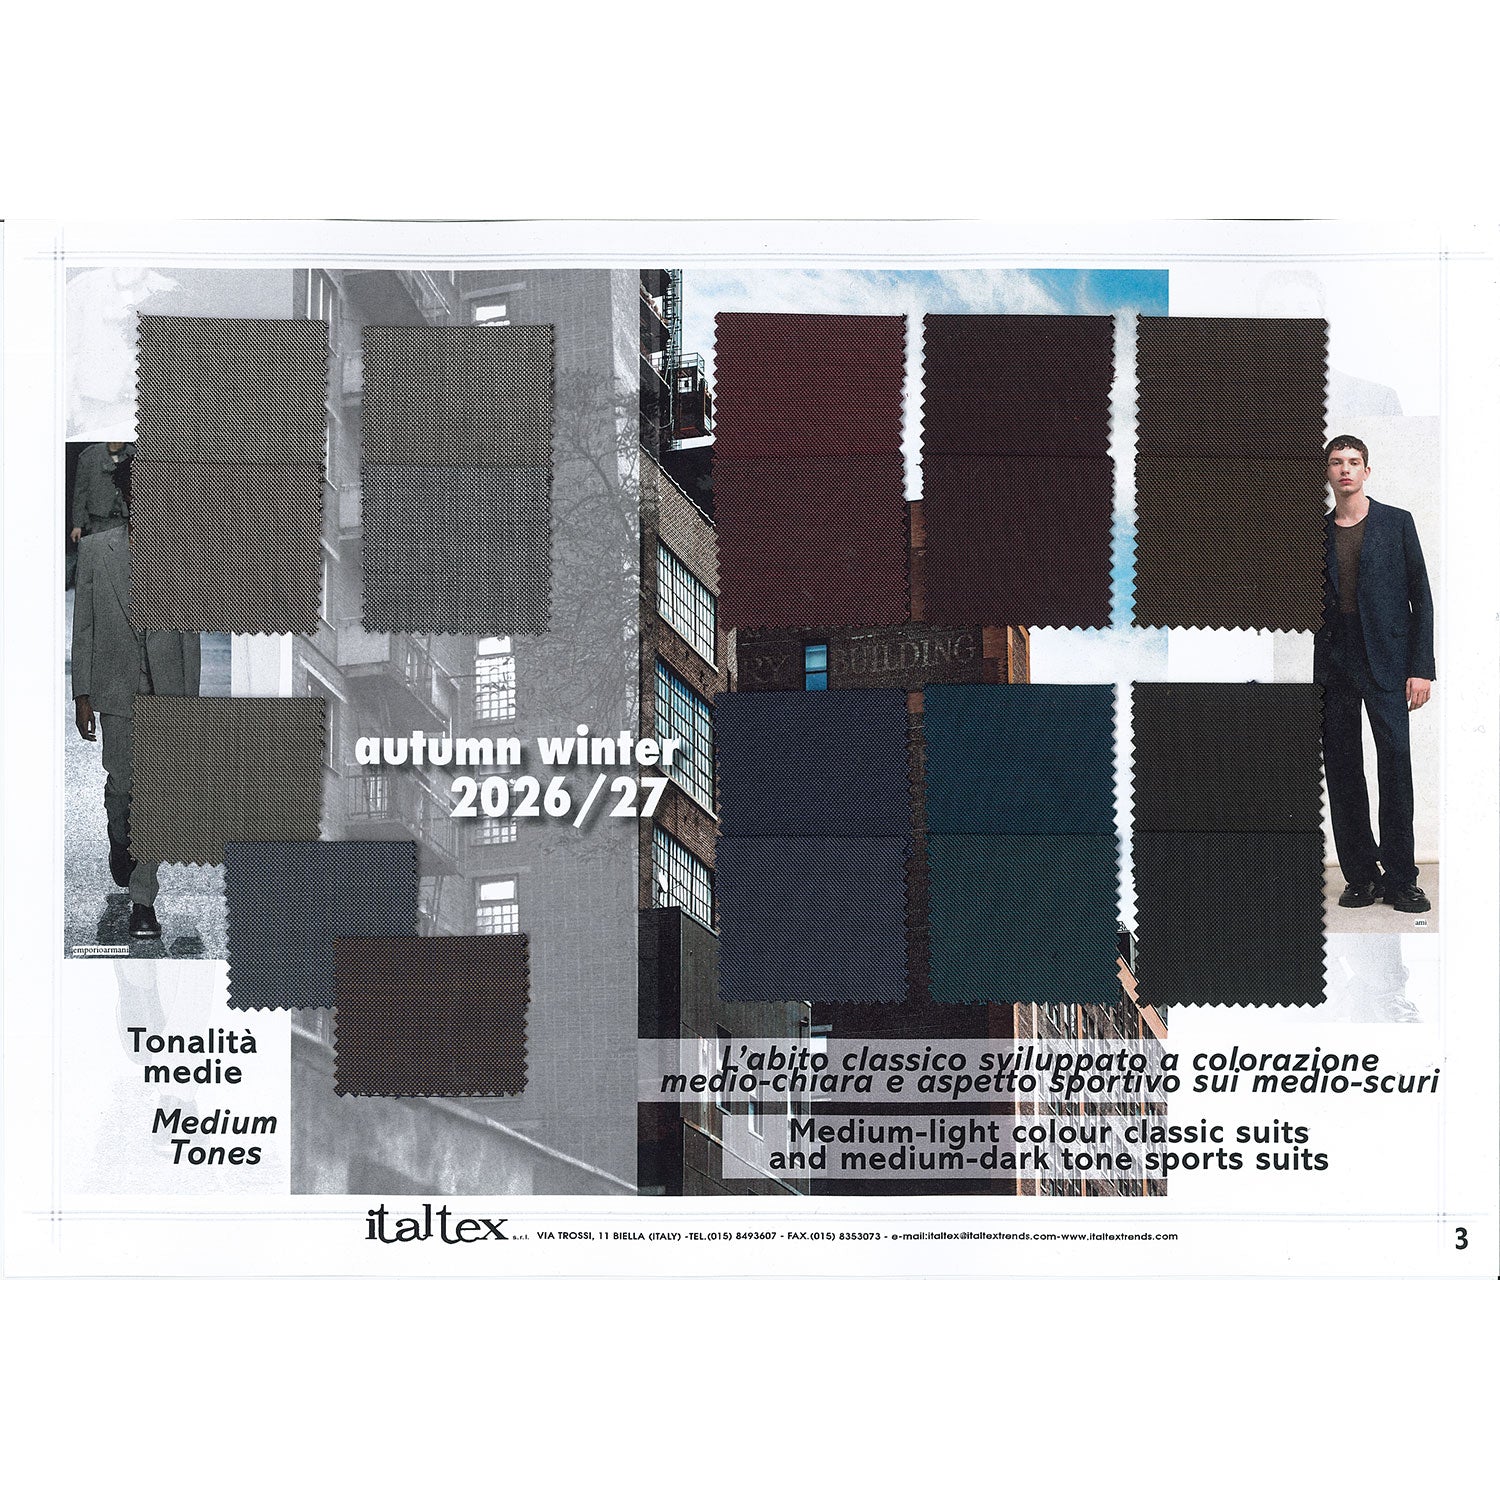 RY BUILDING
autumn winter
2026/27
emporioarmani
ami
Tonalità
medie
Medium
Tones
L'abito classico sviluppato a colorazione
medio-chiara e aspetto sportivo sui medio-scuri
Medium-light colour classic suits
and medium-dark tone sports suits
italtex s.r.l. VIA TROSSI, 11 BIELLA (ITALY) -TEL.(015) 8493607 - FAX.(015) 8353073 - e-mail:italtex@italtextrends.com-www.italtextrends.com
3